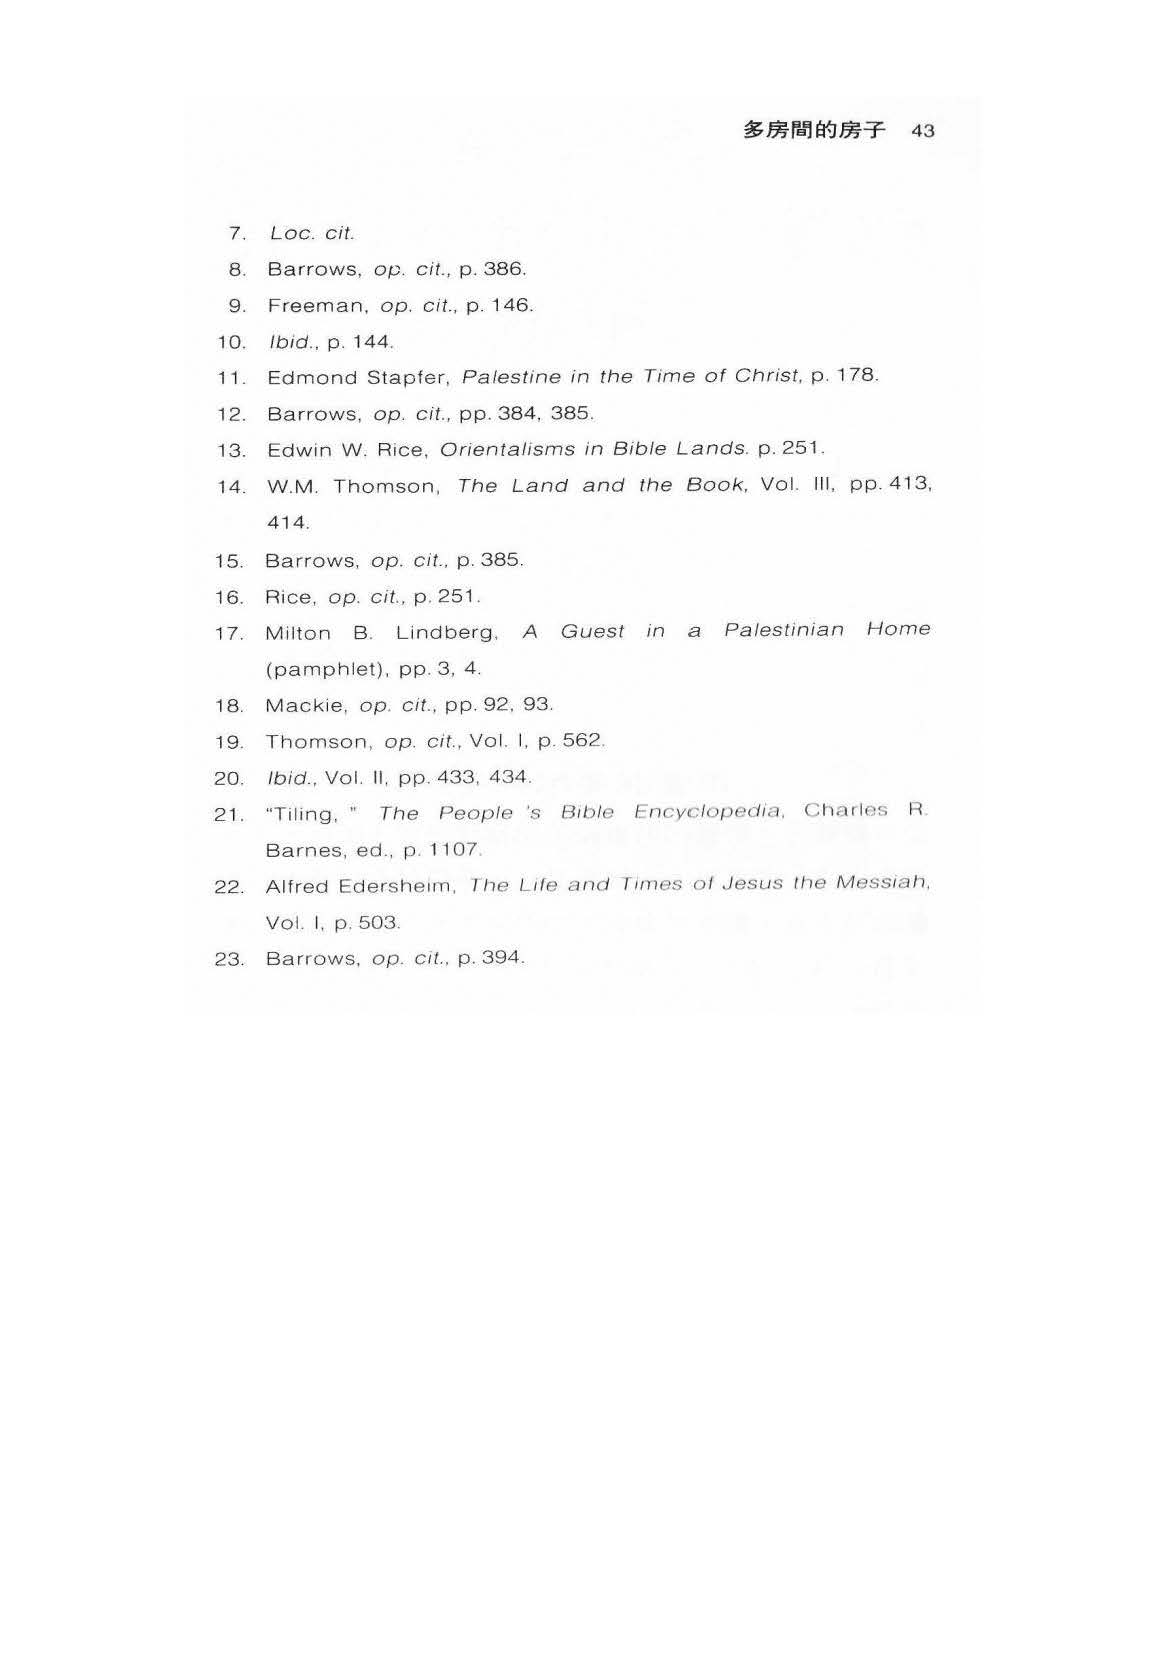 多房間的房子 43
7. Loc. cit.
8. Barrows, op. cit., p. 386.
9. Freeman, op. cit., p. 146.
10. Ibid., p. 144.
11. Edmond Stapfer, Palestine in the Time of Christ, p. 178.
12. Barrows, op. cit., pp. 384, 385.
13. Edwin W. Rice, Orientalisms in Bible Lands. p. 251.
14. W.M. Thomson, The Land and the Book, Vol. III, pp. 413,
414.
15. Barrows, op. cit., p. 385.
16. Rice, op. cit., p. 251.
17. Milton B. Lindberg, A Guest in a Palestinian Home
(pamphlet), pp. 3, 4.
18. Mackie, op. cit., pp. 92, 93.
19. Thomson, op. cit., Vol. I, p. 562.
20. Ibid., Vol. II, pp. 433, 434.
21. “Tiling, ” The People 's Bible Encyclopedia, Charles R.
Barnes, ed., p. 1107.
22. Alfred Edersheim, The Life and Times of Jesus the Messiah,
Vol. I, p. 503.
23. Barrows, op. cit., p. 394.